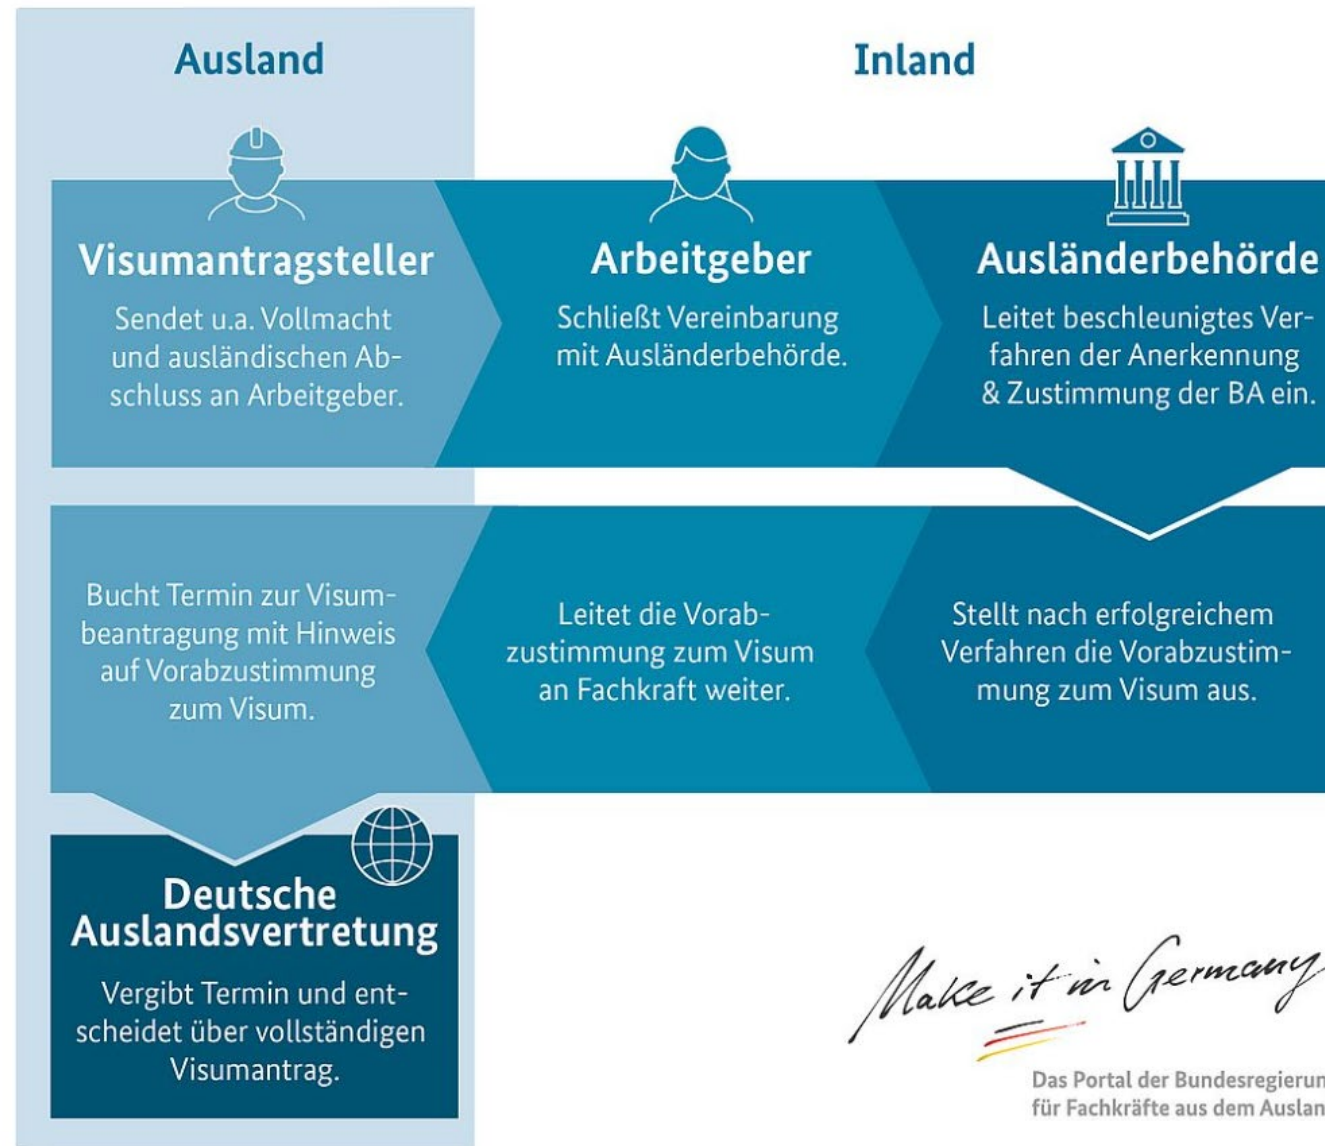 Ausland
Inland
Visumantragsteller
Sendet u.a. Vollmacht
und ausländischen Ab-
schluss an Arbeitgeber.
Arbeitgeber
Schließt Vereinbarung
mit Ausländerbehörde.
Ausländerbehörde
Leitet beschleunigtes Ver-
fahren der Anerkennung
& Zustimmung der BA ein.
Bucht Termin zur Visum-
beantragung mit Hinweis
auf Vorabzustimmung
zum Visum.
Leitet die Vorab-
zustimmung zum Visum
an Fachkraft weiter.
Stellt nach erfolgreichem
Verfahren die Vorabzustim-
mung zum Visum aus.
Deutsche
Auslandsvertretung
Vergibt Termin und ent-
scheidet über vollständigen
Visumantrag.
Make it in Germany
Das Portal der Bundesregierun
für Fachkräfte aus dem Auslan